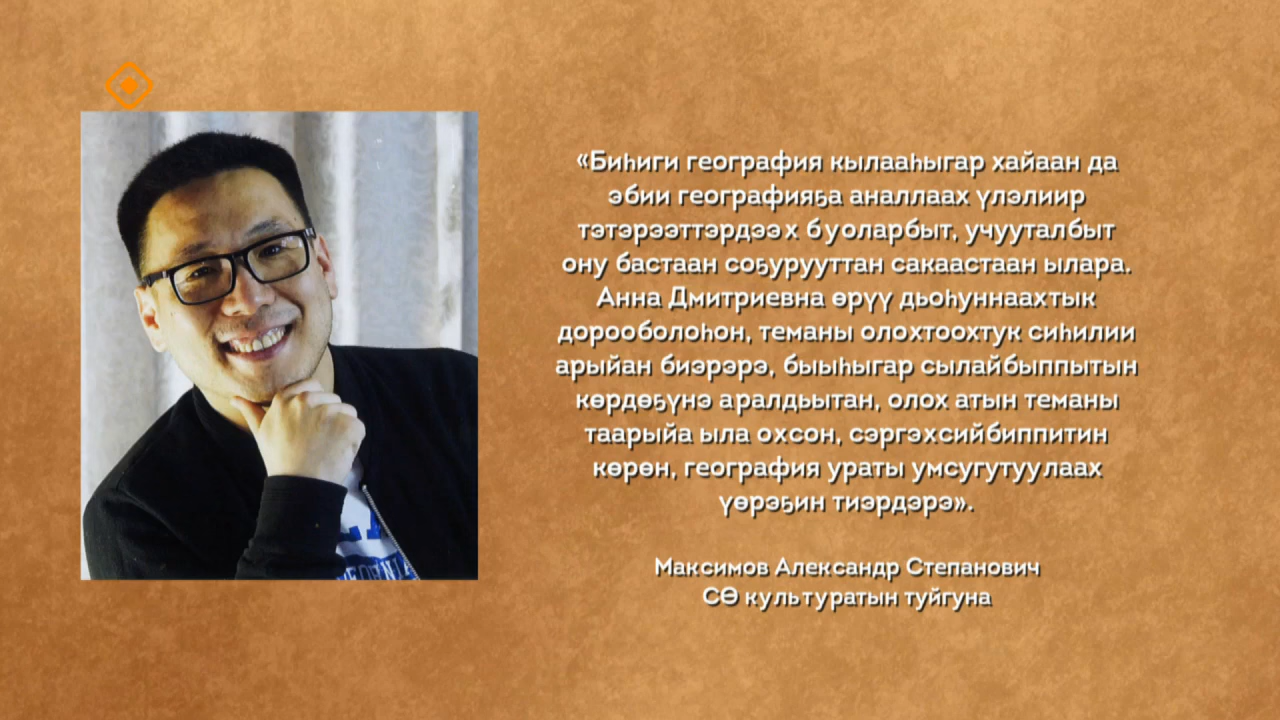 «Биһиги география кылааһыгар хайаан да
эбии географияҕа аналлаах үлэлиир
тэтэрээттэрдээх буоларбыт, учууталбыт
ону бастаан соҕурууттан сакаастаан ылара.
Анна Дмитриевна өрүү дьоһуннаахтык
дорооболоһон, теманы олохтоохтук сиһилии
арыйан биэрэрэ, быыһыгар сылайбыппытын
көрдөҕүнэ аралдьытан, олох атын теманы
таарыйа ыла охсон, сэргэхсийбиппитин
көрөн, география ураты умсугутуулаах
үөрэҕин тиэрдэрэ».
Максимов Александр Степанович
СӨ культуратын туйгуна